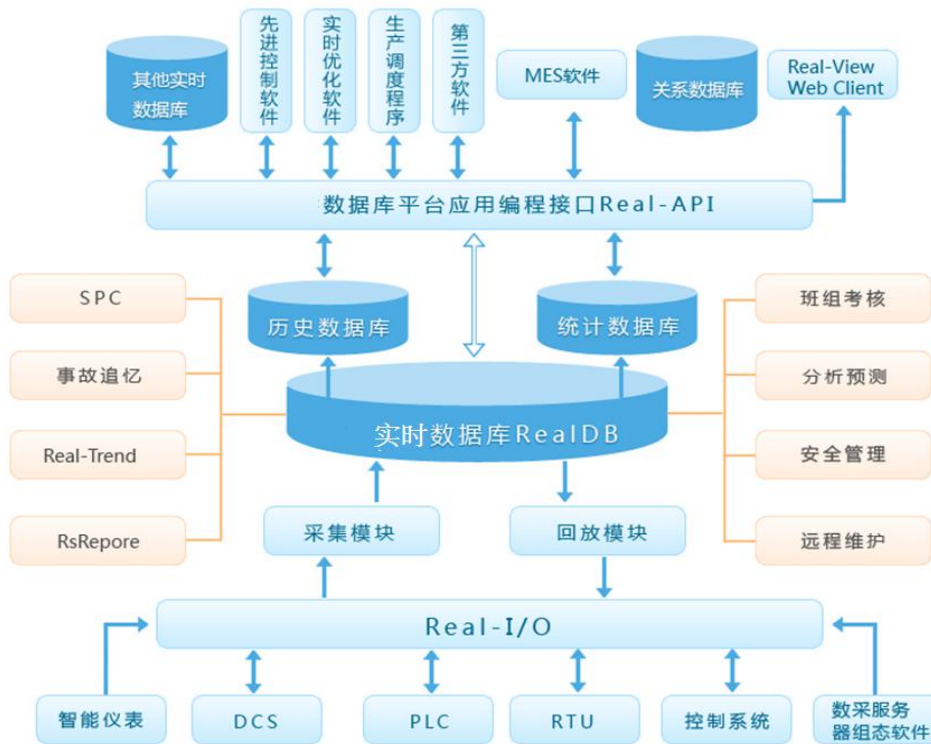 其他实时
数据库
先进控制软件
实时优化软件
生产调度程序
第三方软件
MES软件
关系数据库
Real-View
Web Client
数据库平台应用编程接口Real-API
SPC
事故追忆
Real-Trend
RsRepore
历史数据库
统计数据库
班组考核
分析预测
安全管理
远程维护
实时数据库RealDB
采集模块
回放模块
Real-I/O
智能仪表
DCS
PLC
RTU
控制系统
数采服务
器组态软件